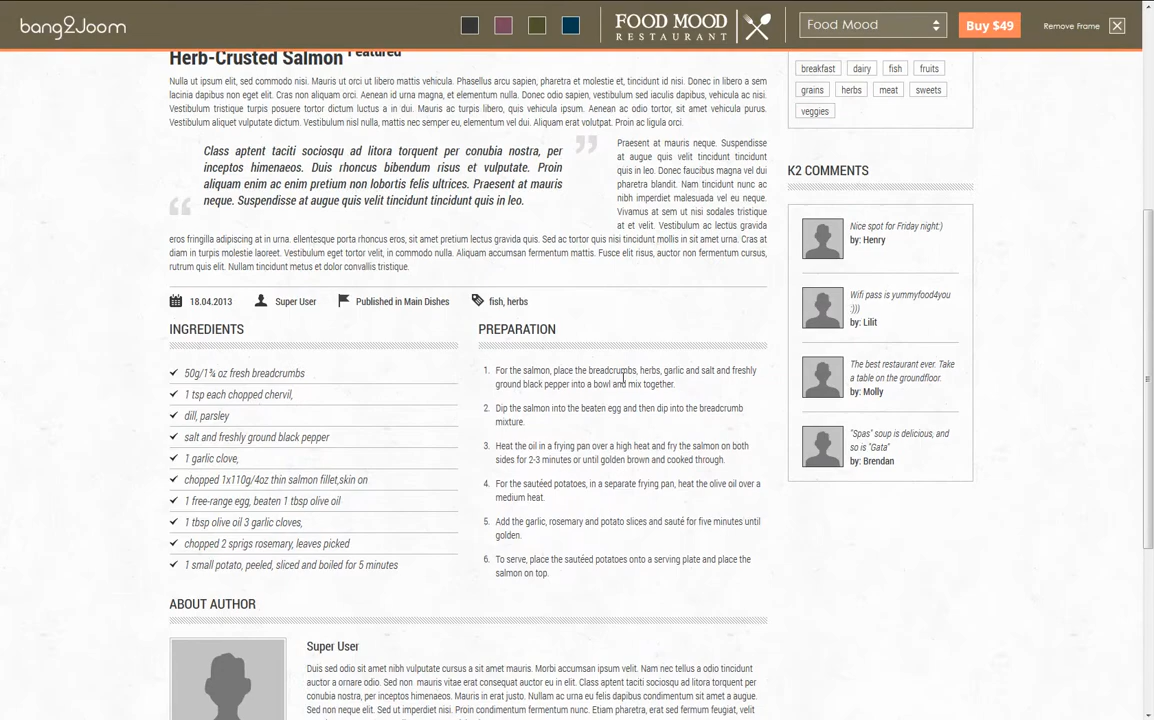 bang2Joom
FOOD MOOD
RESTAURANT
Food Mood
Buy $49
Remove Frame
Herb-Crusted Salmon Featured
Nulla ut ipsum elit, sed commodo nisi. Mauris ut orci ut libero mattis vehicula. Phasellus arcu sapien, pharetra et molestie et, tincidunt id nisi. Donec in libero a sem
lacinia dapibus non eget elit. Cras non aliquam orci. Aenean id urna magna, et elementum nulla. Donec odio sapien, vestibulum sed iaculis dapibus, vehicula ac nisi.
Vestibulum tristique turpis posuere tortor dictum luctus a in dui. Mauris ac turpis libero, quis vehicula ipsum. Aenean ac odio tortor, sit amet vehicula purus.
Vestibulum aliquet vulputate dictum. Vestibulum nisl nulla, mattis nec semper eu, elementum vel dui. Aliquam erat volutpat. Proin ac ligula orci.
Class aptent taciti sociosqu ad litora torquent per conubia nostra, per
inceptos himenaeos. Duis rhoncus bibendum risus et vulputate. Proin
aliquam enim ac enim pretium non lobortis felis ultrices. Praesent at mauris
neque. Suspendisse at augue quis velit tincidunt tincidunt quis in leo.
Praesent at mauris neque. Suspendisse
at augue quis velit tincidunt tincidunt
quis in leo. Donec faucibus magna vel dui
pharetra blandit. Nam tincidunt nunc ac
nibh imperdiet malesuada vel eu neque.
Vivamus at sem ut nisi sodales tristique
at et velit. Vestibulum ac lectus gravida
eros fringilla adipiscing at in urna. ellentesque porta rhoncus eros, sit amet pretium lectus gravida quis. Sed ac tortor quis nisi tincidunt mollis in sit amet urna. Cras at
diam in turpis molestie laoreet. Vestibulum eget tortor velit, in commodo nulla. Aliquam accumsan fermentum mattis. Fusce elit risus, auctor non fermentum cursus,
rutrum quis elit. Nullam tincidunt metus et dolor convallis tristique.
18.04.2013
Super User
Published in Main Dishes
fish, herbs
INGREDIENTS
50g/1¾ oz fresh breadcrumbs
1 tsp each chopped chervil,
dill, parsley
salt and freshly ground black pepper
1 garlic clove,
chopped 1x110g/4oz thin salmon fillet,skin on
1 free-range egg, beaten 1 tbsp olive oil
1 tbsp olive oil 3 garlic cloves,
chopped 2 sprigs rosemary, leaves picked
1 small potato, peeled, sliced and boiled for 5 minutes
PREPARATION
1. For the salmon, place the breadcrumbs, herbs, garlic and salt and freshly
ground black pepper into a bowl and mix together.
2. Dip the salmon into the beaten egg and then dip into the breadcrumb
mixture.
3. Heat the oil in a frying pan over a high heat and fry the salmon on both
sides for 2-3 minutes or until golden brown and cooked through.
4. For the sautéed potatoes, in a separate frying pan, heat the olive oil over a
medium heat.
5. Add the garlic, rosemary and potato slices and sauté for five minutes until
golden.
6. To serve, place the sautéed potatoes onto a serving plate and place the
salmon on top.
ABOUT AUTHOR
Super User
Duis sed odio sit amet nibh vulputate cursus a sit amet mauris. Morbi accumsan ipsum velit. Nam nec tellus a odio tincidunt
auctor a ornare odio. Sed non mauris vitae erat consequat auctor eu in elit. Class aptent taciti sociosqu ad litora torquent per
conubia nostra, per inceptos himenaeos. Mauris in erat justo. Nullam ac urna eu felis dapibus condimentum sit amet a augue.
Sed non neque elit. Sed ut imperdiet nisi. Proin condimentum fermentum nunc. Etiam pharetra, erat sed fermentum feugiat, velit
breakfast
dairy
fish
fruits
grains
herbs
meat
sweets
veggies
K2 COMMENTS
Nice spot for Friday night:)
by: Henry
Wifi pass is yummyfood4you
:)))
by: Lilit
The best restaurant ever. Take
a table on the groundfloor.
by: Molly
"Spas" soup is delicious, and
so is "Gata"
by: Brendan